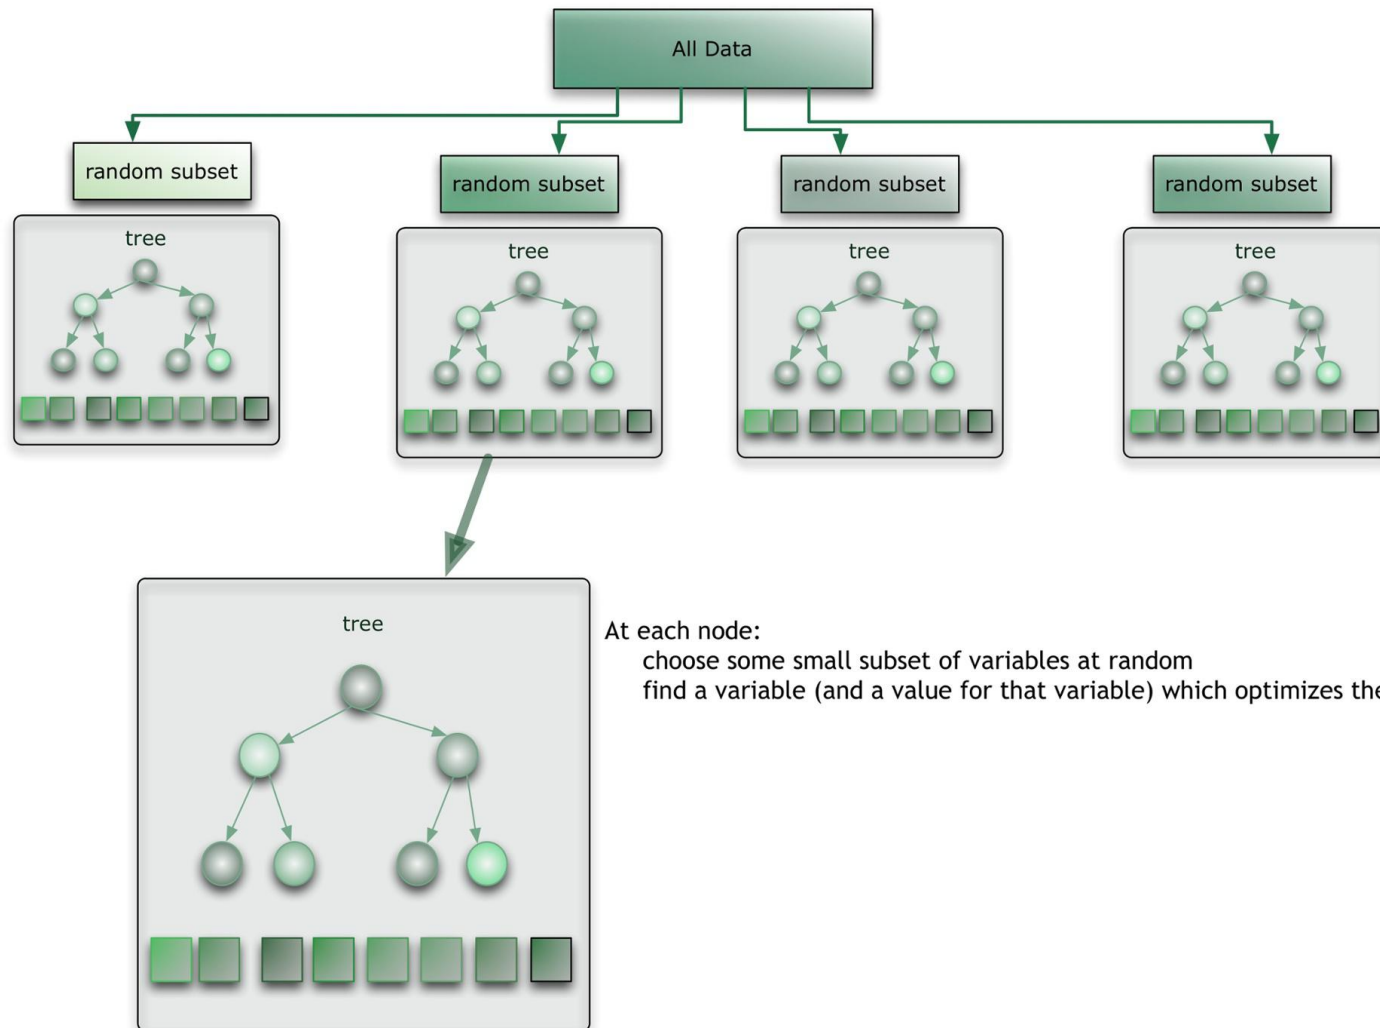 All Data
random subset
random subset
random subset
random subset
tree
tree
tree
tree
tree
At each node:
choose some small subset of variables at random
find a variable (and a value for that variable) which optimizes the